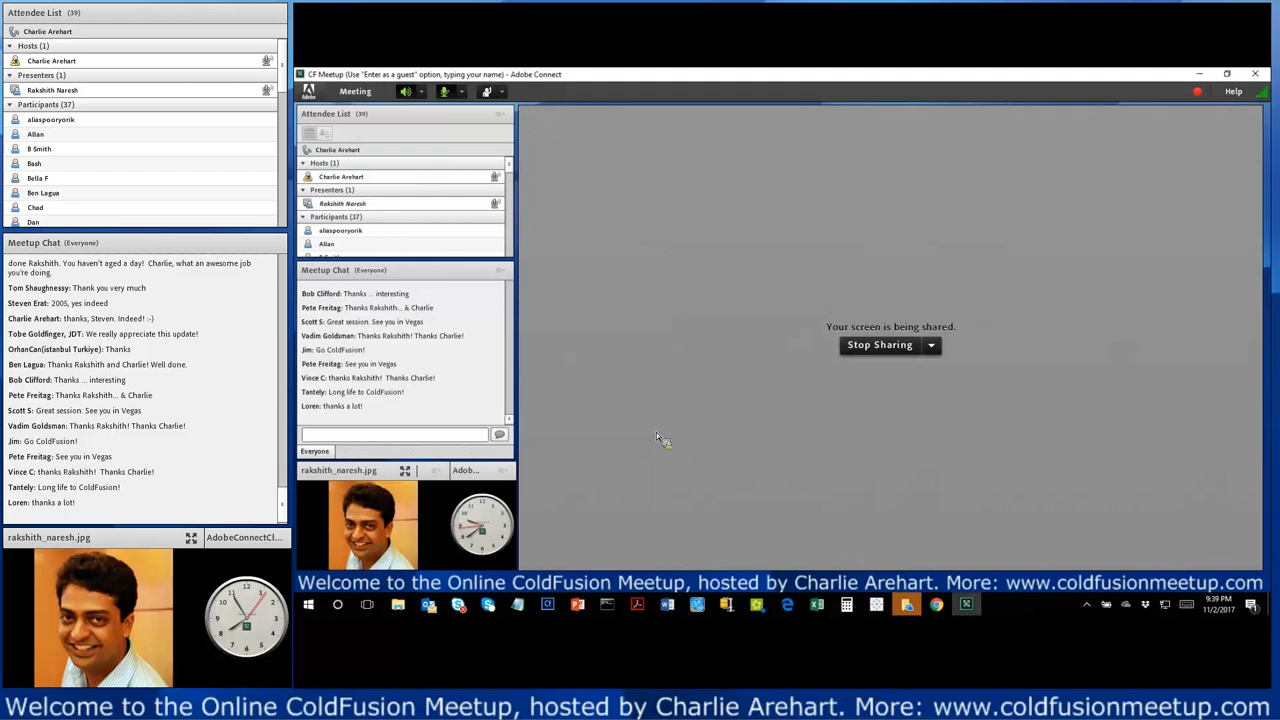 Attendee List (39)
Charlie Arehart
Hosts (1)
Charlie Arehart
Presenters (1)
Rakshith Naresh
Participants (37)
aliaspooryorik
Allan
B Smith
Bash
Bella F
Ben Lagua
Chad
Dan
Meetup Chat (Everyone)
done Rakshith. You haven't aged a day! Charlie, what an awesome job
you're doing.
Tom Shaughnessy: Thank you very much
Steven Erat: 2005, yes indeed
Charlie Arehart: thanks, Steven. Indeed! :-)
Tobe Goldfinger, JDT: We really appreciate this update!
OrhanCan(istanbul Turkiye): Thanks
Ben Lagua: Thanks Rakshith and Charlie! Well done.
Bob Clifford: Thanks ... interesting
Pete Freitag: Thanks Rakshith... & Charlie
Scott S: Great session. See you in Vegas
Vadim Goldsman: Thanks Rakshith! Thanks Charlie!
Jim: Go ColdFusion!
Pete Freitag: See you in Vegas
Vince C: thanks Rakshith! Thanks Charlie!
Tantely: Long life to ColdFusion!
Loren: thanks a lot!
rakshith_naresh.jpg
AdobeConnectCl...
CF Meetup (Use "Enter as a guest" option, typing your name) - Adobe Connect
Adobe
Meeting
Help
Attendee List (39)
Charlie Arehart
Hosts (1)
Charlie Arehart
Presenters (1)
Rakshith Naresh
Participants (37)
aliaspooryorik
Allan
Meetup Chat (Everyone)
Bob Clifford: Thanks ... interesting
Pete Freitag: Thanks Rakshith... & Charlie
Scott S: Great session. See you in Vegas
Vadim Goldsman: Thanks Rakshith! Thanks Charlie!
Jim: Go ColdFusion!
Pete Freitag: See you in Vegas
Vince C: thanks Rakshith! Thanks Charlie!
Tantely: Long life to ColdFusion!
Loren: thanks a lot!
Everyone
rakshith_naresh.jpg
Adob...
Your screen is being shared.
Stop Sharing
Welcome to the Online ColdFusion Meetup, hosted by Charlie Arehart. More: www.coldfusionmeetup.com
9:39 PM
11/2/2017
Welcome to the Online ColdFusion Meetup, hosted by Charlie Arehart. More: www.coldfusionmeetup.com